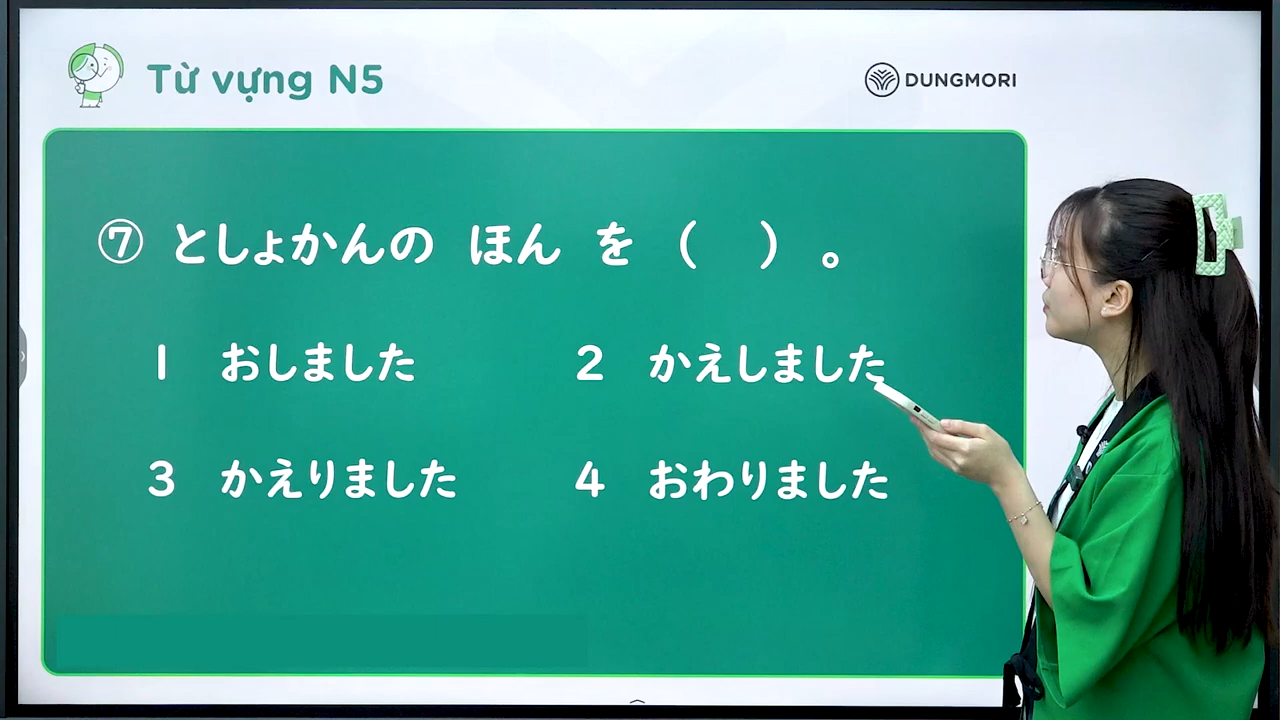 Từ vựng N5
DUNGMORI
⑦ としょかんの ほん を ( ) 。
1 おしました
2 かえしました
3 かえりました
4 おわりました